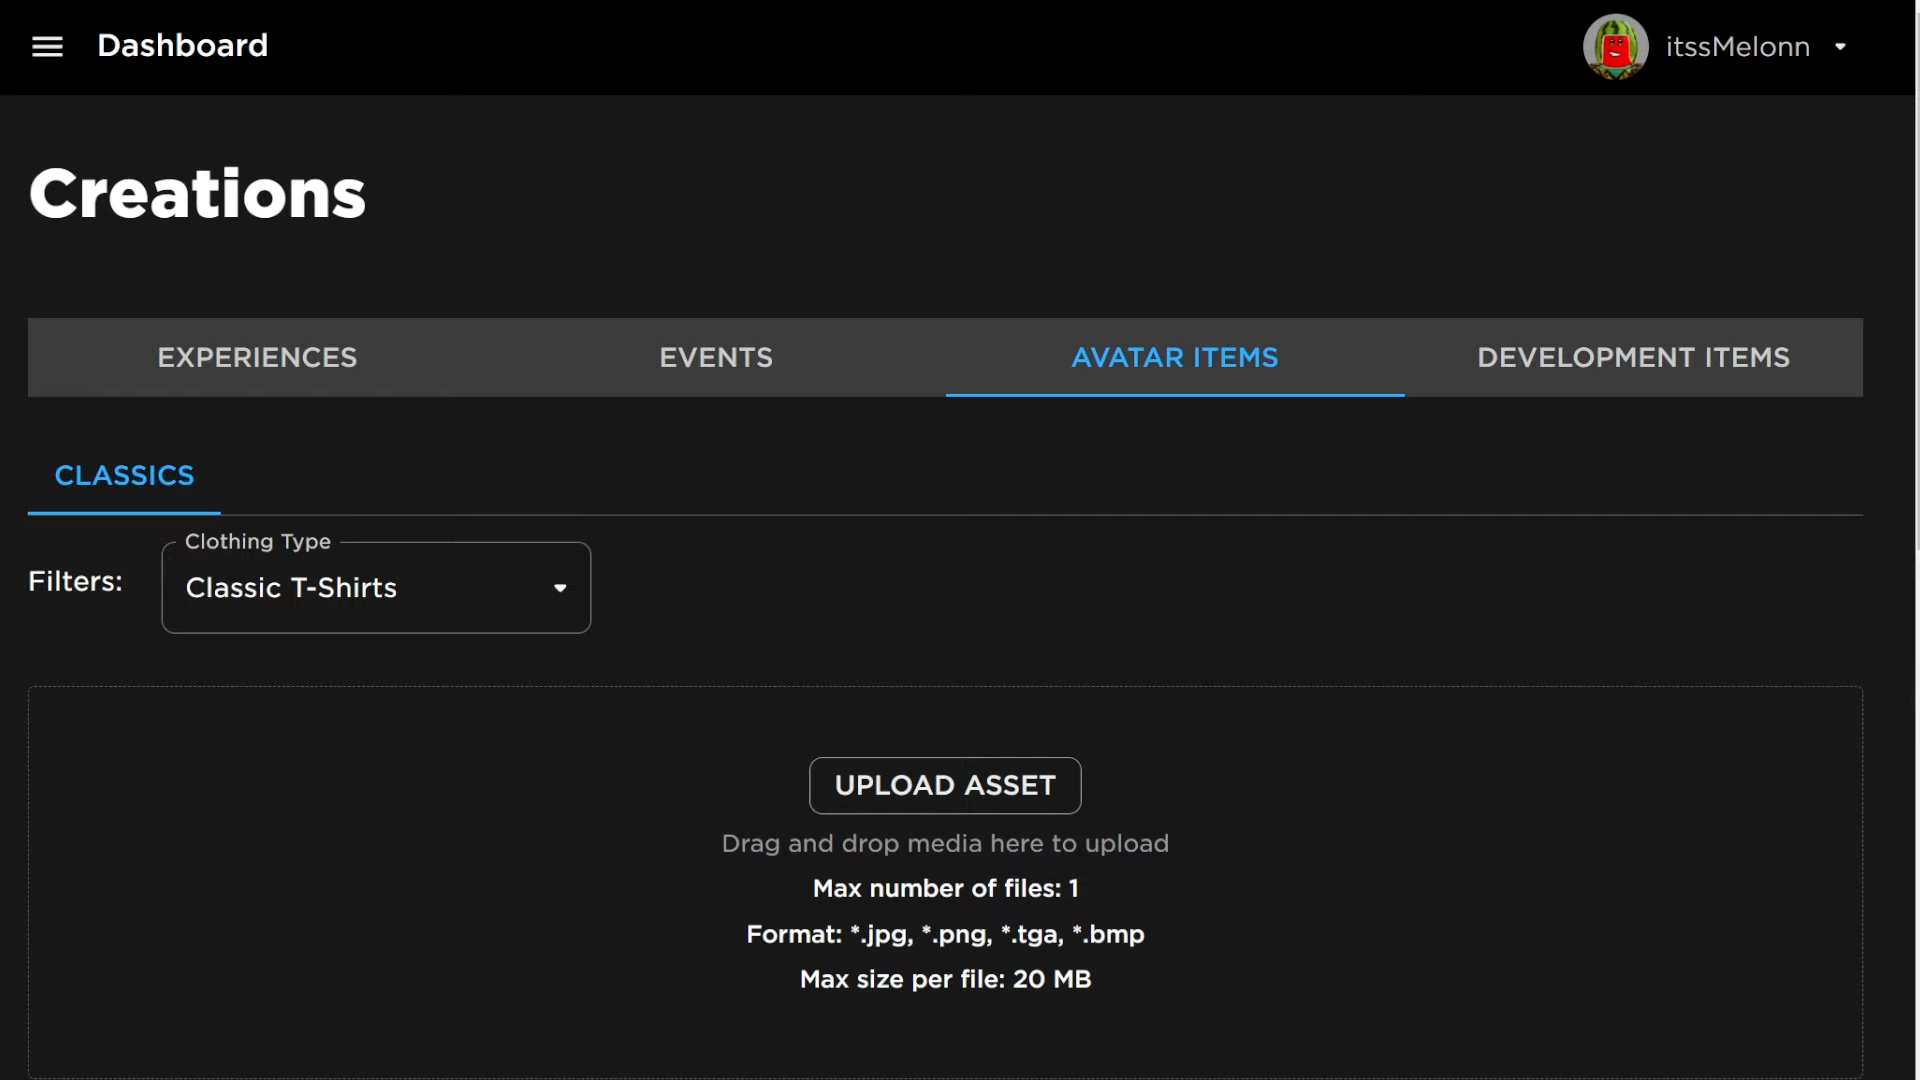 Dashboard
itssMelonn
Creations
EXPERIENCES
EVENTS
AVATAR ITEMS
DEVELOPMENT ITEMS
CLASSICS
Filters:
Clothing Type
Classic T-Shirts
UPLOAD ASSET
Drag and drop media here to upload
Max number of files: 1
Format: *.jpg, *.png, *.tga, *.bmp
Max size per file: 20 MB